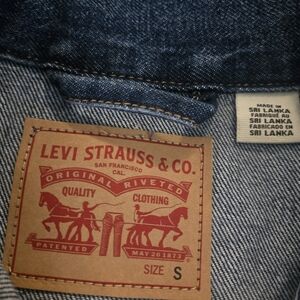 LEVI STRAUSS & CO.
SAN FRANCISCO
CAL.
ORIGINAL RIVETED
QUALITY CLOTHING
PATENTED MAY 20 1873
SIZE S
MADE IN
SRI LANKA
FABRIQUÉ AU
SRI LANKA
FABRICADO EN
SRI LANKA